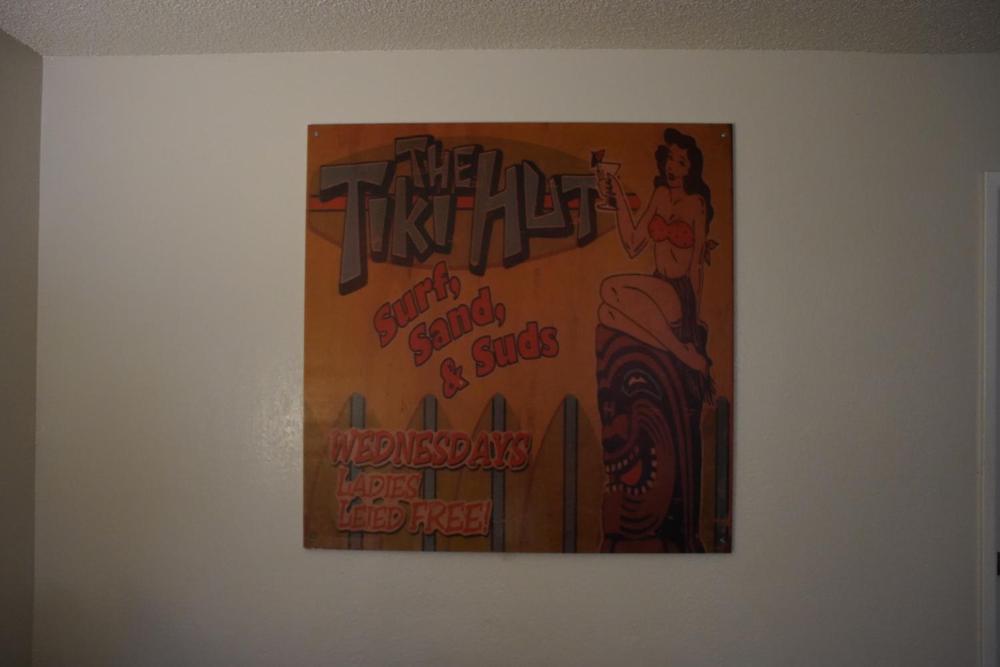 THE
TIKI HUT
Surf,
Sand,
& Suds
WEDNESDAYS
LADIES
LEIED FREE!